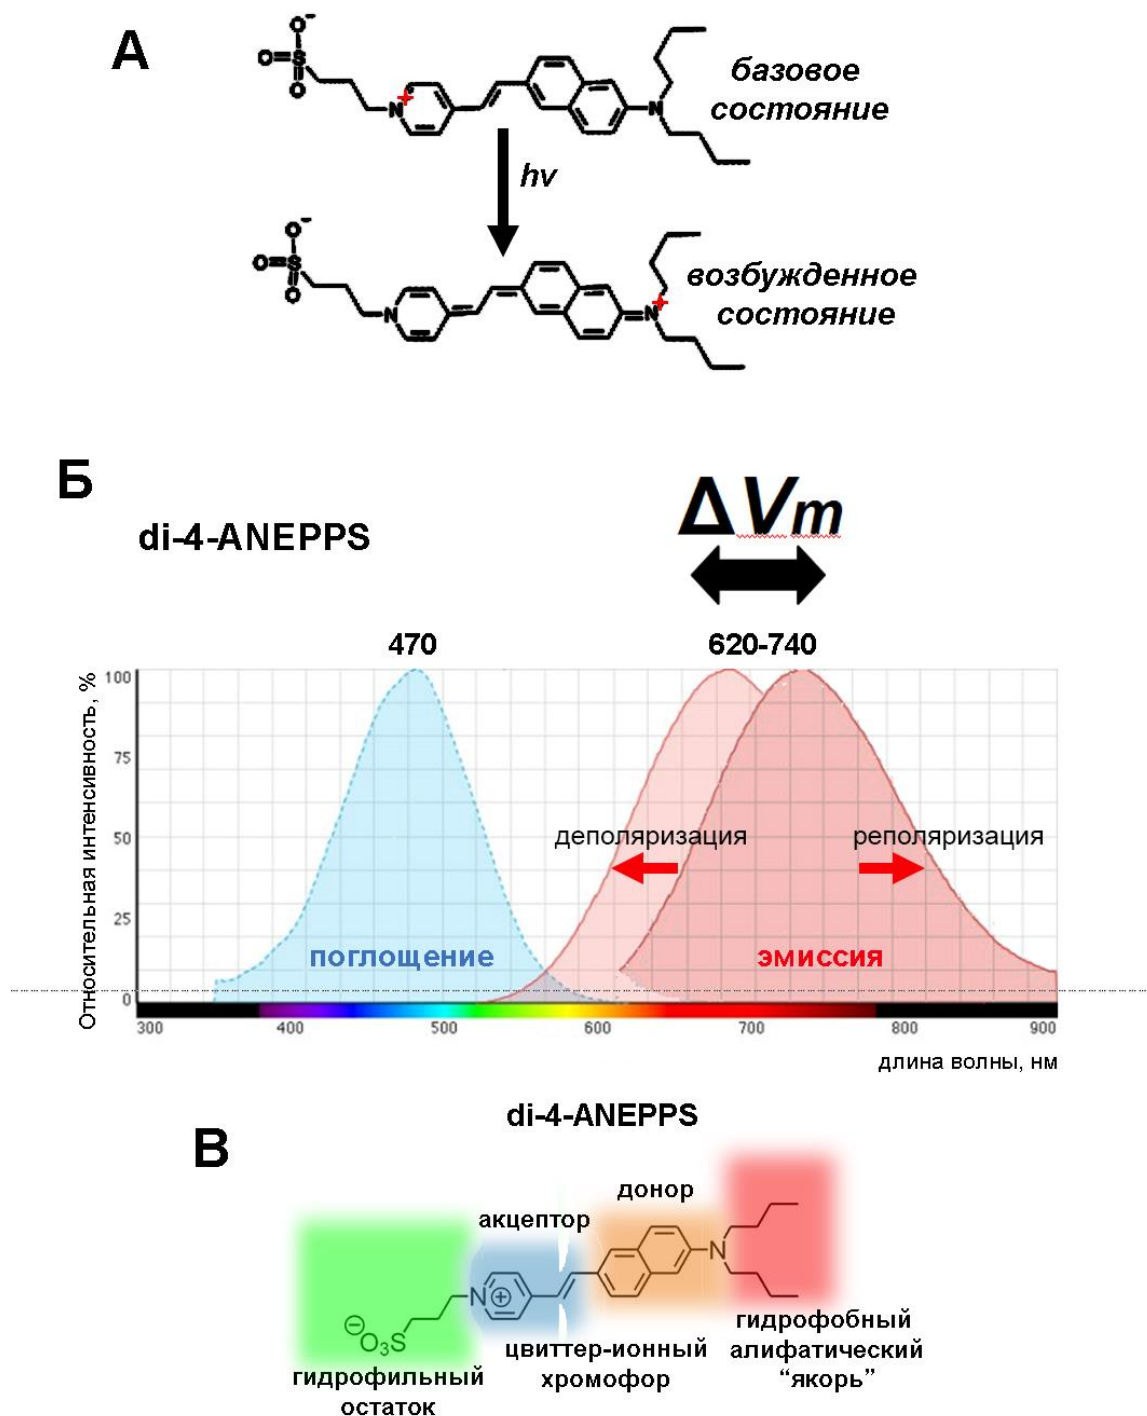 А
O⁻
O=S
O
N
+
N
базовое
состояние
hv
O⁻
O=S
O
N
N
+
возбужденное
состояние
Б
di-4-ANEPPS
ΔVm
470
620-740
Относительная интенсивность, %
100
75
50
25
0
деполяризация
реполяризация
поглощение
эмиссия
300 400 500 600 700 800 900
длина волны, нм
di-4-ANEPPS
В
донор
акцептор
N
N
+
−
O₃S
гидрофильный
остаток
цвиттер-ионный
хромофор
гидрофобный
алифатический
“якорь”